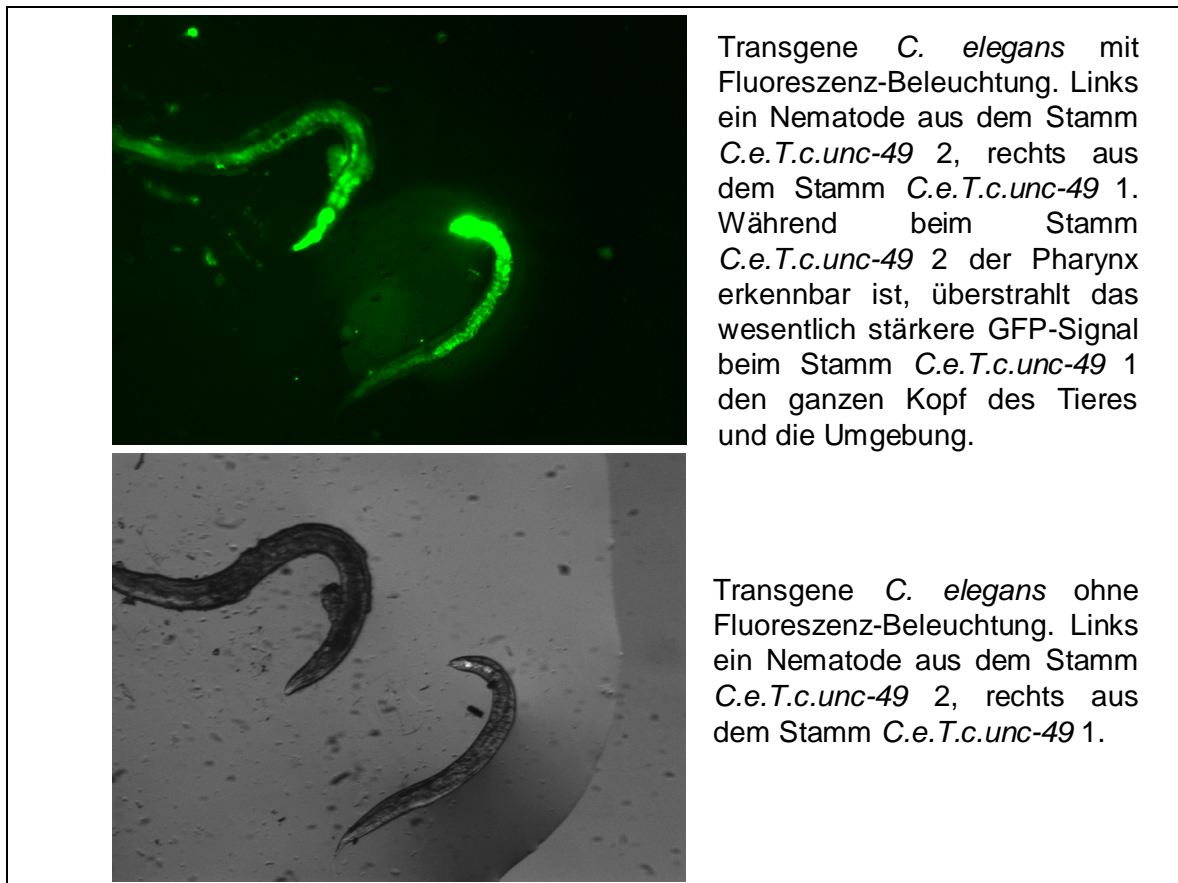 Transgene C. elegans mit
Fluoreszenz-Beleuchtung. Links
ein Nematode aus dem Stamm
C.e.T.c.unc-49 2, rechts aus
dem Stamm C.e.T.c.unc-49 1.
Während beim Stamm
C.e.T.c.unc-49 2 der Pharynx
erkennbar ist, überstrahlt das
wesentlich stärkere GFP-Signal
beim Stamm C.e.T.c.unc-49 1
den ganzen Kopf des Tieres
und die Umgebung.
Transgene C. elegans ohne
Fluoreszenz-Beleuchtung. Links
ein Nematode aus dem Stamm
C.e.T.c.unc-49 2, rechts aus
dem Stamm C.e.T.c.unc-49 1.